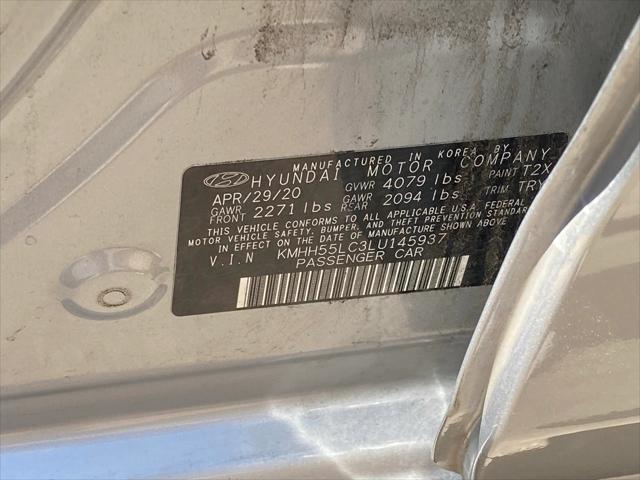 MANUFACTURED IN KOREA BY
HYUNDAI MOTOR COMPANY
APR/29/20 GVWR 4079 lbs PAINT T2X
GAWR FRONT 2271 lbs GAWR REAR 2094 lbs TRIM TRY
THIS VEHICLE CONFORMS TO ALL APPLICABLE U.S.A. FEDERAL
MOTOR VEHICLE SAFETY, BUMPER, AND THEFT PREVENTION STANDAR
IN EFFECT ON THE DATE OF MANUFACTURE SHOWN ABOVE
V.I.N KMHH55LC3LU145937
PASSENGER CAR